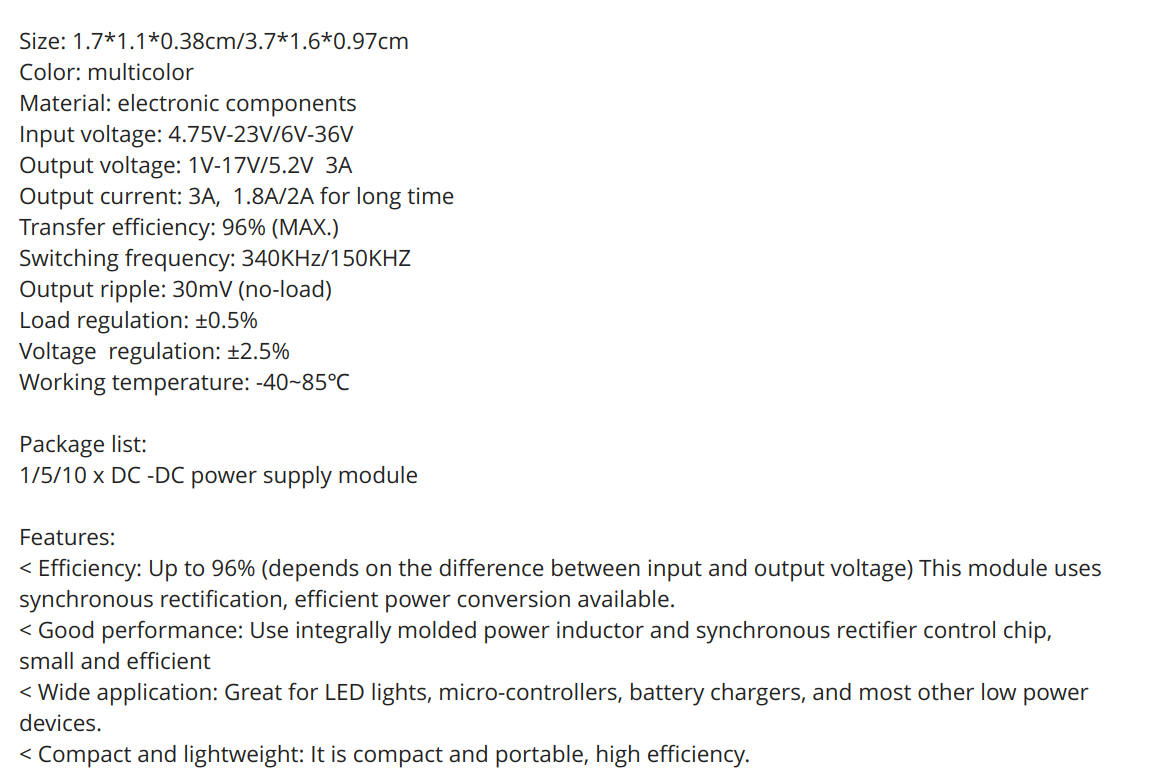 Size: 1.7*1.1*0.38cm/3.7*1.6*0.97cm
Color: multicolor
Material: electronic components
Input voltage: 4.75V-23V/6V-36V
Output voltage: 1V-17V/5.2V  3A
Output current: 3A,  1.8A/2A for long time
Transfer efficiency: 96% (MAX.)
Switching frequency: 340KHz/150KHZ
Output ripple: 30mV (no-load)
Load regulation: ±0.5%
Voltage  regulation: ±2.5%
Working temperature: -40~85℃
Package list:
1/5/10 x DC -DC power supply module
Features:
< Efficiency: Up to 96% (depends on the difference between input and output voltage) This module uses
synchronous rectification, efficient power conversion available.
< Good performance: Use integrally molded power inductor and synchronous rectifier control chip,
small and efficient
< Wide application: Great for LED lights, micro-controllers, battery chargers, and most other low power
devices.
< Compact and lightweight: It is compact and portable, high efficiency.